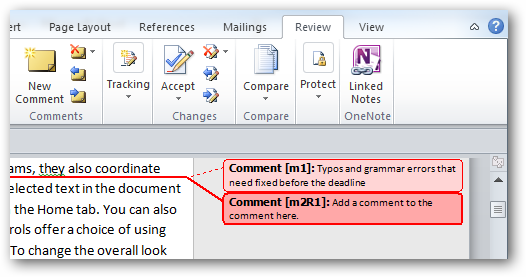 ert Page Layout References Mailings Review View
New Comment
Tracking
Accept
Compare
Protect
Linked Notes
Comments Changes Compare OneNote
ams, they also coordinate
elected text in the document
the Home tab. You can also
rols offer a choice of using
To change the overall look
Comment [m1]: Typos and grammar errors that
need fixed before the deadline
Comment [m2R1]: Add a comment to the
comment here.